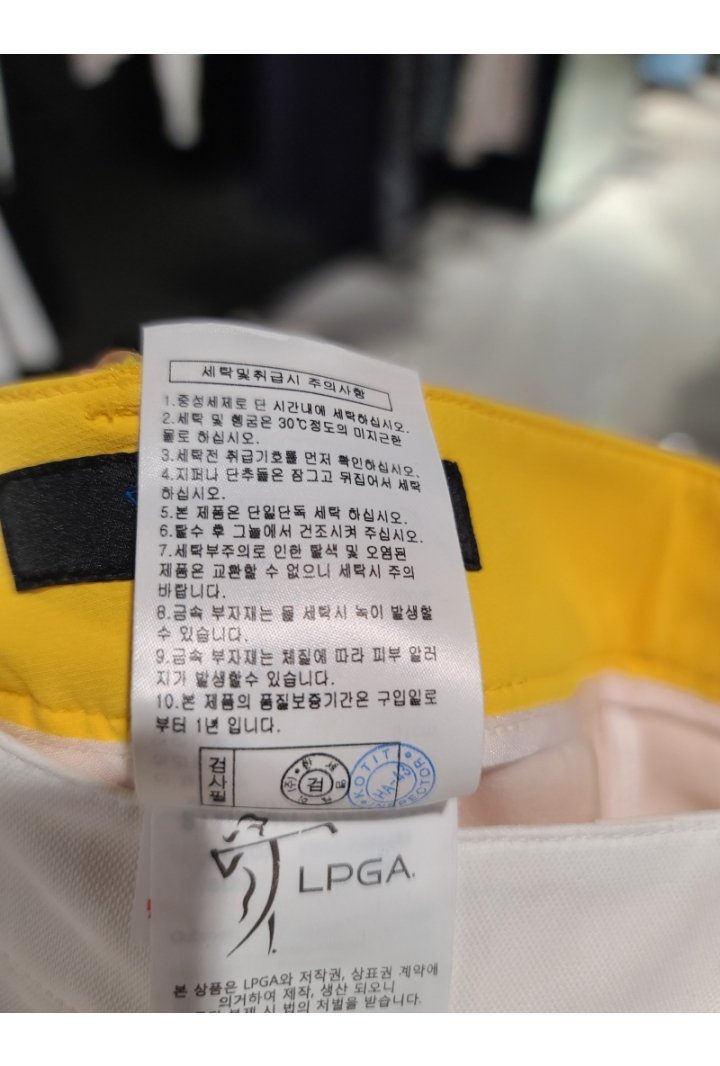 세탁및취급시 주의사항
1.중성세제로 단 시간내에 세탁하십시오.
2.세탁 및 헹굼은 30℃정도의 미지근한
물로 하십시오.
3.세탁전 취급기호를 먼저 확인하십시오.
4.지퍼나 단추들은 잠그고 뒤집어서 세탁
하십시오.
5.본 제품은 단일단독 세탁 하십시오.
6.탈수 후 그늘에서 건조시켜 주십시오.
7.세탁부주의로 인한 탈색 및 오염된
제품은 교환할 수 없으니 세탁시 주의
바랍니다.
8.금속 부자재는 물 세탁시 녹이 발생할
수 있습니다.
9.금속 부자재는 체질에 따라 피부 알러
지가 발생할수 있습니다.
10.본 제품의 품질보증기간은 구입일로
부터 1년 입니다.
검사필
검
KOTITI
HA-43
INSPECTOR
LPGA
본 상품은 LPGA와 저작권, 상표권 계약에
의거하여 제작, 생산 되오니
복제 시 법의 저벌을 받습니다.